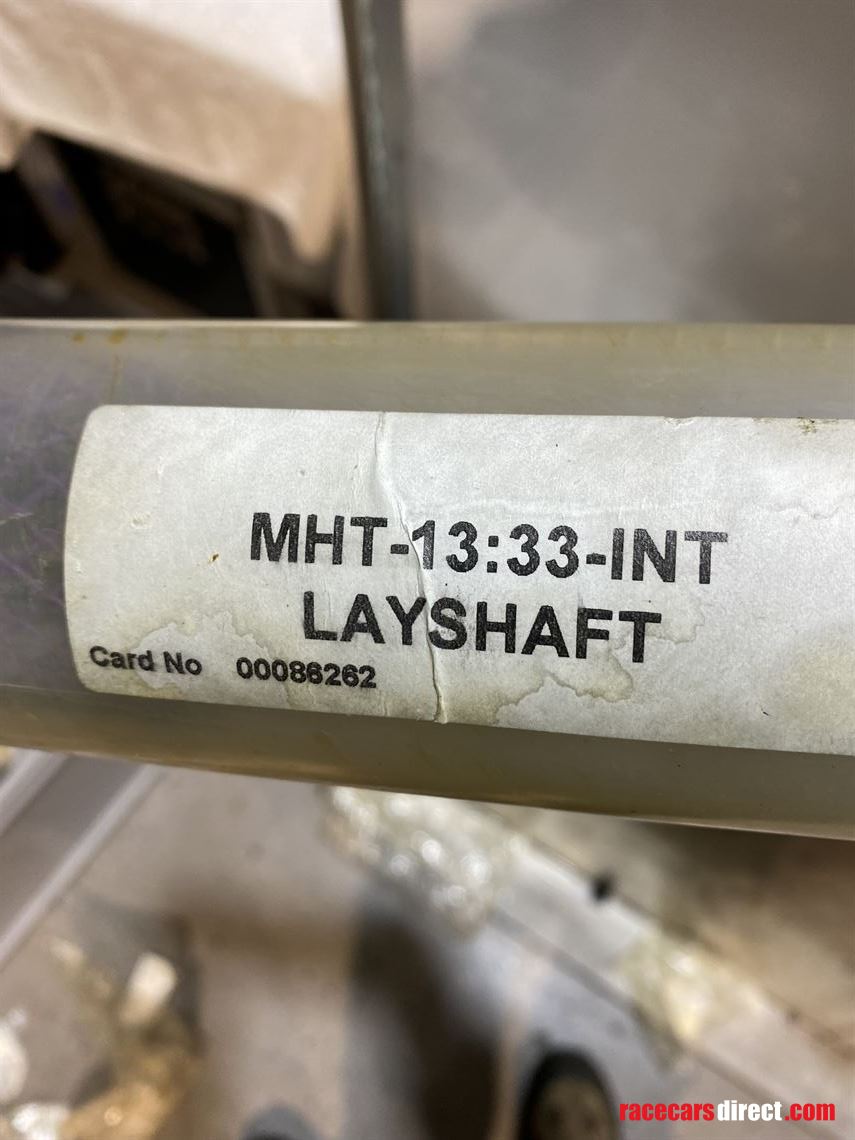 MHT-13:33-INT
LAYSHAFT
Card No 00086262
racecarsdirect.com